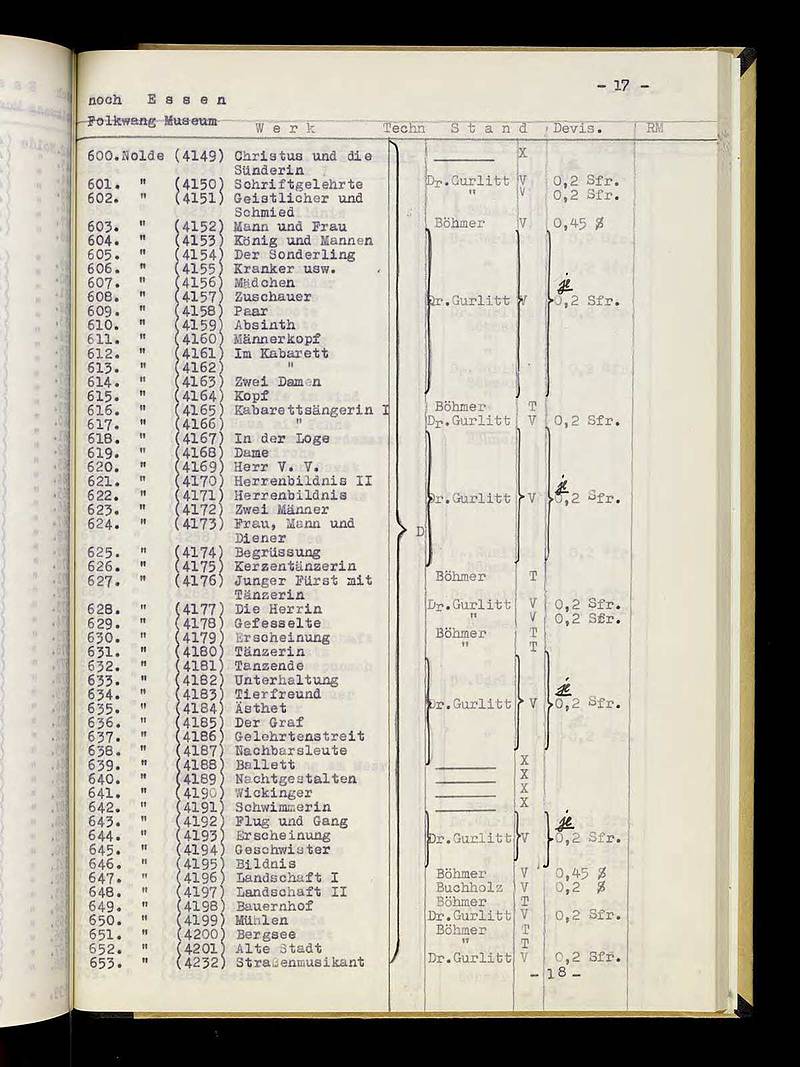 - 17 -
noch Essen
Folkwang Museum
Werk Techn Stand Devis. RM
600. Nolde (4149) Christus und die X
Sünderin
601. " (4150) Schriftgelehrte Dr.Gurlitt V 0,2 Sfr.
602. " (4151) Geistlicher und " V 0,2 Sfr.
Schmied
603. " (4152) Mann und Frau Böhmer V 0,45 $
604. " (4153) König und Mannen
605. " (4154) Der Sonderling
606. " (4155) Kranker usw.
607. " (4156) Mädchen je
608. " (4157) Zuschauer Dr.Gurlitt V 0,2 Sfr.
609. " (4158) Paar
610. " (4159) Absinth
611. " (4160) Männerkopf
612. " (4161) Im Kabarett
613. " (4162) "
614. " (4163) Zwei Damen
615. " (4164) Kopf
616. " (4165) Kabarettsängerin I Böhmer T
617. " (4166) " Dr.Gurlitt V 0,2 Sfr.
618. " (4167) In der Loge
619. " (4168) Dame
620. " (4169) Herr V. V.
621. " (4170) Herrenbildnis II je
622. " (4171) Herrenbildnis Dr.Gurlitt V 0,2 Sfr.
623. " (4172) Zwei Männer
624. " (4173) Frau, Mann und D
Diener
625. " (4174) Begrüssung
626. " (4175) Kerzentänzerin
627. " (4176) Junger Fürst mit Böhmer T
Tänzerin
628. " (4177) Die Herrin Dr.Gurlitt V 0,2 Sfr.
629. " (4178) Gefesselte " V 0,2 Sfr.
630. " (4179) Erscheinung Böhmer T
631. " (4180) Tänzerin " T
632. " (4181) Tanzende
633. " (4182) Unterhaltung
634. " (4183) Tierfreund je
635. " (4184) Ästhet Dr.Gurlitt V 0,2 Sfr.
636. " (4185) Der Graf
637. " (4186) Gelehrtenstreit
638. " (4187) Nachbarsleute
639. " (4188) Ballett X
640. " (4189) Nachtgestalten X
641. " (4190) Wickinger X
642. " (4191) Schwimmerin X
643. " (4192) Flug und Gang je
644. " (4193) Erscheinung Dr.Gurlitt V 0,2 Sfr.
645. " (4194) Geschwister
646. " (4195) Bildnis
647. " (4196) Landschaft I Böhmer V 0,45 $
648. " (4197) Landschaft II Buchholz V 0,2 $
649. " (4198) Bauernhof Böhmer T
650. " (4199) Mühlen Dr.Gurlitt V 0,2 Sfr.
651. " (4200) Bergsee Böhmer T
652. " (4201) Alte Stadt " T
653. " (4232) Straßenmusikant Dr.Gurlitt V 0,2 Sfr.
- 18 -